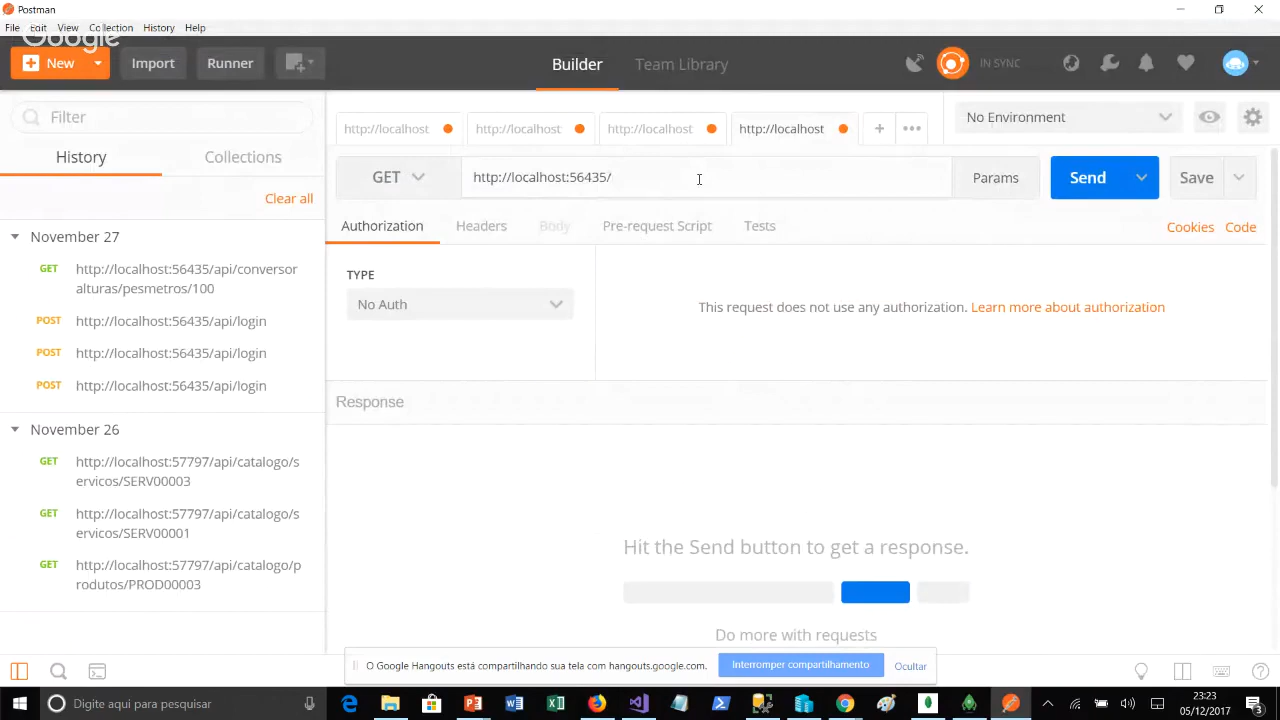 Postman
File Edit View Collection History Help
Google
New Import Runner Builder Team Library IN SYNC
Filter
History Collections
Clear all
November 27
GET http://localhost:56435/api/conversor
alturas/pesmetros/100
POST http://localhost:56435/api/login
POST http://localhost:56435/api/login
POST http://localhost:56435/api/login
November 26
GET http://localhost:57797/api/catalogo/s
ervicos/SERV00003
GET http://localhost:57797/api/catalogo/s
ervicos/SERV00001
GET http://localhost:57797/api/catalogo/p
rodutos/PROD00003
http://localhost http://localhost http://localhost http://localhost
No Environment
GET http://localhost:56435/ Params Send Save
Authorization Headers Body Pre-request Script Tests Cookies Code
TYPE
No Auth
This request does not use any authorization. Learn more about authorization
Response
Hit the Send button to get a response.
Do more with requests
O Google Hangouts está compartilhando sua tela com hangouts.google.com. Interromper compartilhamento Ocultar
Digite aqui para pesquisar
23:23
05/12/2017
3